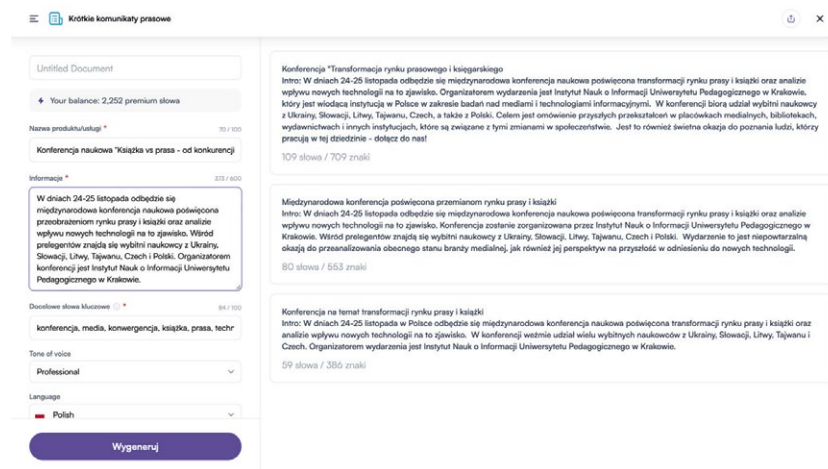 Krótkie komunikaty prasowe
Untitled Document
Your balance: 2,252 premium słowa
Nazwa produktu/usługi * 70 / 100
Konferencja naukowa "Książka vs prasa - od konkurencji
Informacje * 373 / 600
W dniach 24-25 listopada odbędzie się
międzynarodowa konferencja naukowa poświęcona
przeobrażeniom rynku prasy i książki oraz analizie
wpływu nowych technologii na to zjawisko. Wśród
prelegentów znajdą się wybitni naukowcy z Ukrainy,
Słowacji, Litwy, Tajwanu, Czech i Polski. Organizatorem
konferencji jest Instytut Nauk o Informacji Uniwersytetu
Pedagogicznego w Krakowie.
Docelowe słowa kluczowe * 84 / 100
konferencja, media, konwergencja, książka, prasa, techr
Tone of voice
Professional
Language
Polish
Wygeneruj
Konferencja "Transformacja rynku prasowego i księgarskiego
Intro: W dniach 24-25 listopada odbędzie się międzynarodowa konferencja naukowa poświęcona transformacji rynku prasy i książki oraz analizie
wpływu nowych technologii na to zjawisko. Organizatorem wydarzenia jest Instytut Nauk o Informacji Uniwersytetu Pedagogicznego w Krakowie,
który jest wiodącą instytucją w Polsce w zakresie badań nad mediami i technologiami informacyjnymi. W konferencji biorą udział wybitni naukowcy
z Ukrainy, Słowacji, Litwy, Tajwanu, Czech, a także z Polski. Celem jest omówienie przyszłych przekształceń w placówkach medialnych, bibliotekach,
wydawnictwach i innych instytucjach, które są związane z tymi zmianami w społeczeństwie. Jest to również świetna okazja do poznania ludzi, którzy
pracują w tej dziedzinie - dołącz do nas!
109 słowa / 709 znaki
Międzynarodowa konferencja poświęcona przemianom rynku prasy i książki
Intro: W dniach 24-25 listopada odbędzie się międzynarodowa konferencja naukowa poświęcona transformacji rynku prasy i książki oraz analizie
wpływu nowych technologii na to zjawisko. Konferencja zostanie zorganizowana przez Instytut Nauk o Informacji Uniwersytetu Pedagogicznego w
Krakowie. Wśród prelegentów znajdą się wybitni naukowcy z Ukrainy, Słowacji, Litwy, Tajwanu, Czech i Polski. Wydarzenie to jest niepowtarzalną
okazją do przeanalizowania obecnego stanu branży medialnej, jak również jej perspektyw na przyszłość w odniesieniu do nowych technologii.
80 słowa / 553 znaki
Konferencja na temat transformacji rynku prasy i książki
Intro: W dniach 24-25 listopada w Polsce odbędzie się międzynarodowa konferencja naukowa poświęcona transformacji rynku prasy i książki oraz
analizie wpływu nowych technologii na to zjawisko. W konferencji weźmie udział wielu wybitnych naukowców z Ukrainy, Słowacji, Litwy, Tajwanu i
Czech. Organizatorem wydarzenia jest Instytut Nauk o Informacji Uniwersytetu Pedagogicznego w Krakowie.
59 słowa / 386 znaki